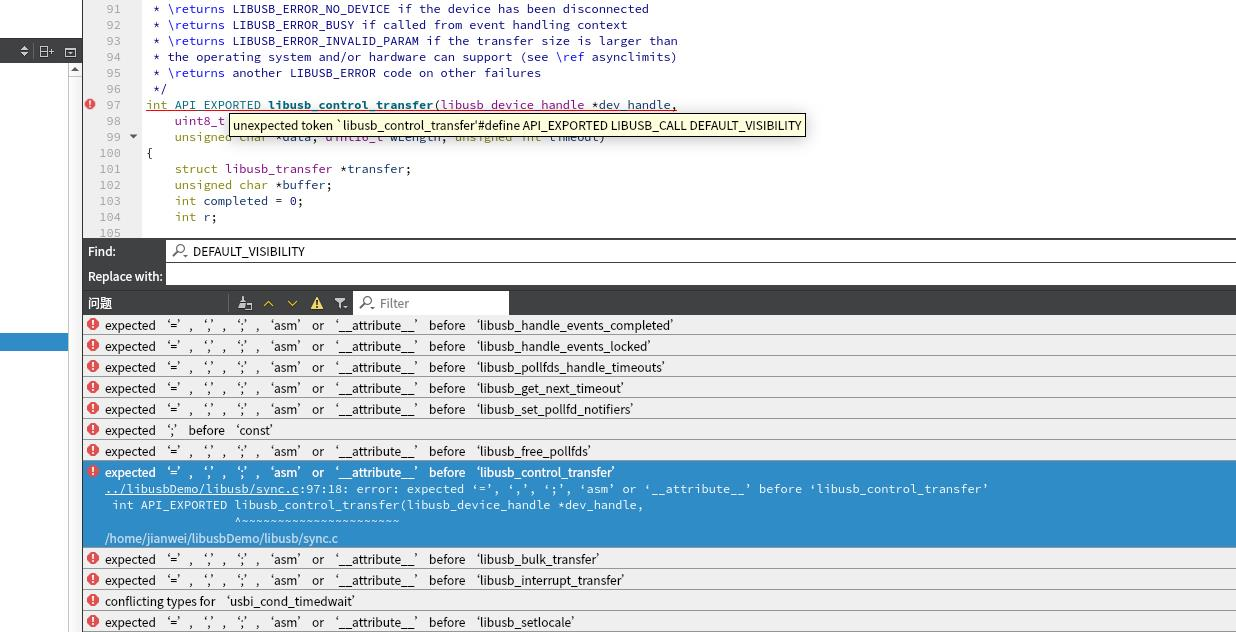 91 * \returns LIBUSB_ERROR_NO_DEVICE if the device has been disconnected
92 * \returns LIBUSB_ERROR_BUSY if called from event handling context
93 * \returns LIBUSB_ERROR_INVALID_PARAM if the transfer size is larger than
94 * the operating system and/or hardware can support (see \ref asynclimits)
95 * \returns another LIBUSB_ERROR code on other failures
96 */
97 int API_EXPORTED libusb_control_transfer(libusb_device_handle *dev_handle,
98 uint8_t
unexpected token `libusb_control_transfer'#define API_EXPORTED LIBUSB_CALL DEFAULT_VISIBILITY
99 unsigned char *data, uint16_t wLength, unsigned int timeout)
100 {
101 struct libusb_transfer *transfer;
102 unsigned char *buffer;
103 int completed = 0;
104 int r;
105
Find: DEFAULT_VISIBILITY
Replace with:
问题 Filter
expected ‘=’, ‘,’, ‘;’, ‘asm’ or ‘__attribute__’ before ‘libusb_handle_events_completed’
expected ‘=’, ‘,’, ‘;’, ‘asm’ or ‘__attribute__’ before ‘libusb_handle_events_locked’
expected ‘=’, ‘,’, ‘;’, ‘asm’ or ‘__attribute__’ before ‘libusb_pollfds_handle_timeouts’
expected ‘=’, ‘,’, ‘;’, ‘asm’ or ‘__attribute__’ before ‘libusb_get_next_timeout’
expected ‘=’, ‘,’, ‘;’, ‘asm’ or ‘__attribute__’ before ‘libusb_set_pollfd_notifiers’
expected ‘;’ before ‘const’
expected ‘=’, ‘,’, ‘;’, ‘asm’ or ‘__attribute__’ before ‘libusb_free_pollfds’
expected ‘=’, ‘,’, ‘;’, ‘asm’ or ‘__attribute__’ before ‘libusb_control_transfer’
../libusbDemo/libusb/sync.c:97:18: error: expected ‘=’, ‘,’, ‘;’, ‘asm’ or ‘__attribute__’ before ‘libusb_control_transfer’
int API_EXPORTED libusb_control_transfer(libusb_device_handle *dev_handle,
^~~~~~~~~~~~~~~~~~~~~~~
/home/jianwei/libusbDemo/libusb/sync.c
expected ‘=’, ‘,’, ‘;’, ‘asm’ or ‘__attribute__’ before ‘libusb_bulk_transfer’
expected ‘=’, ‘,’, ‘;’, ‘asm’ or ‘__attribute__’ before ‘libusb_interrupt_transfer’
conflicting types for ‘usbi_cond_timedwait’
expected ‘=’, ‘,’, ‘;’, ‘asm’ or ‘__attribute__’ before ‘libusb_setlocale’